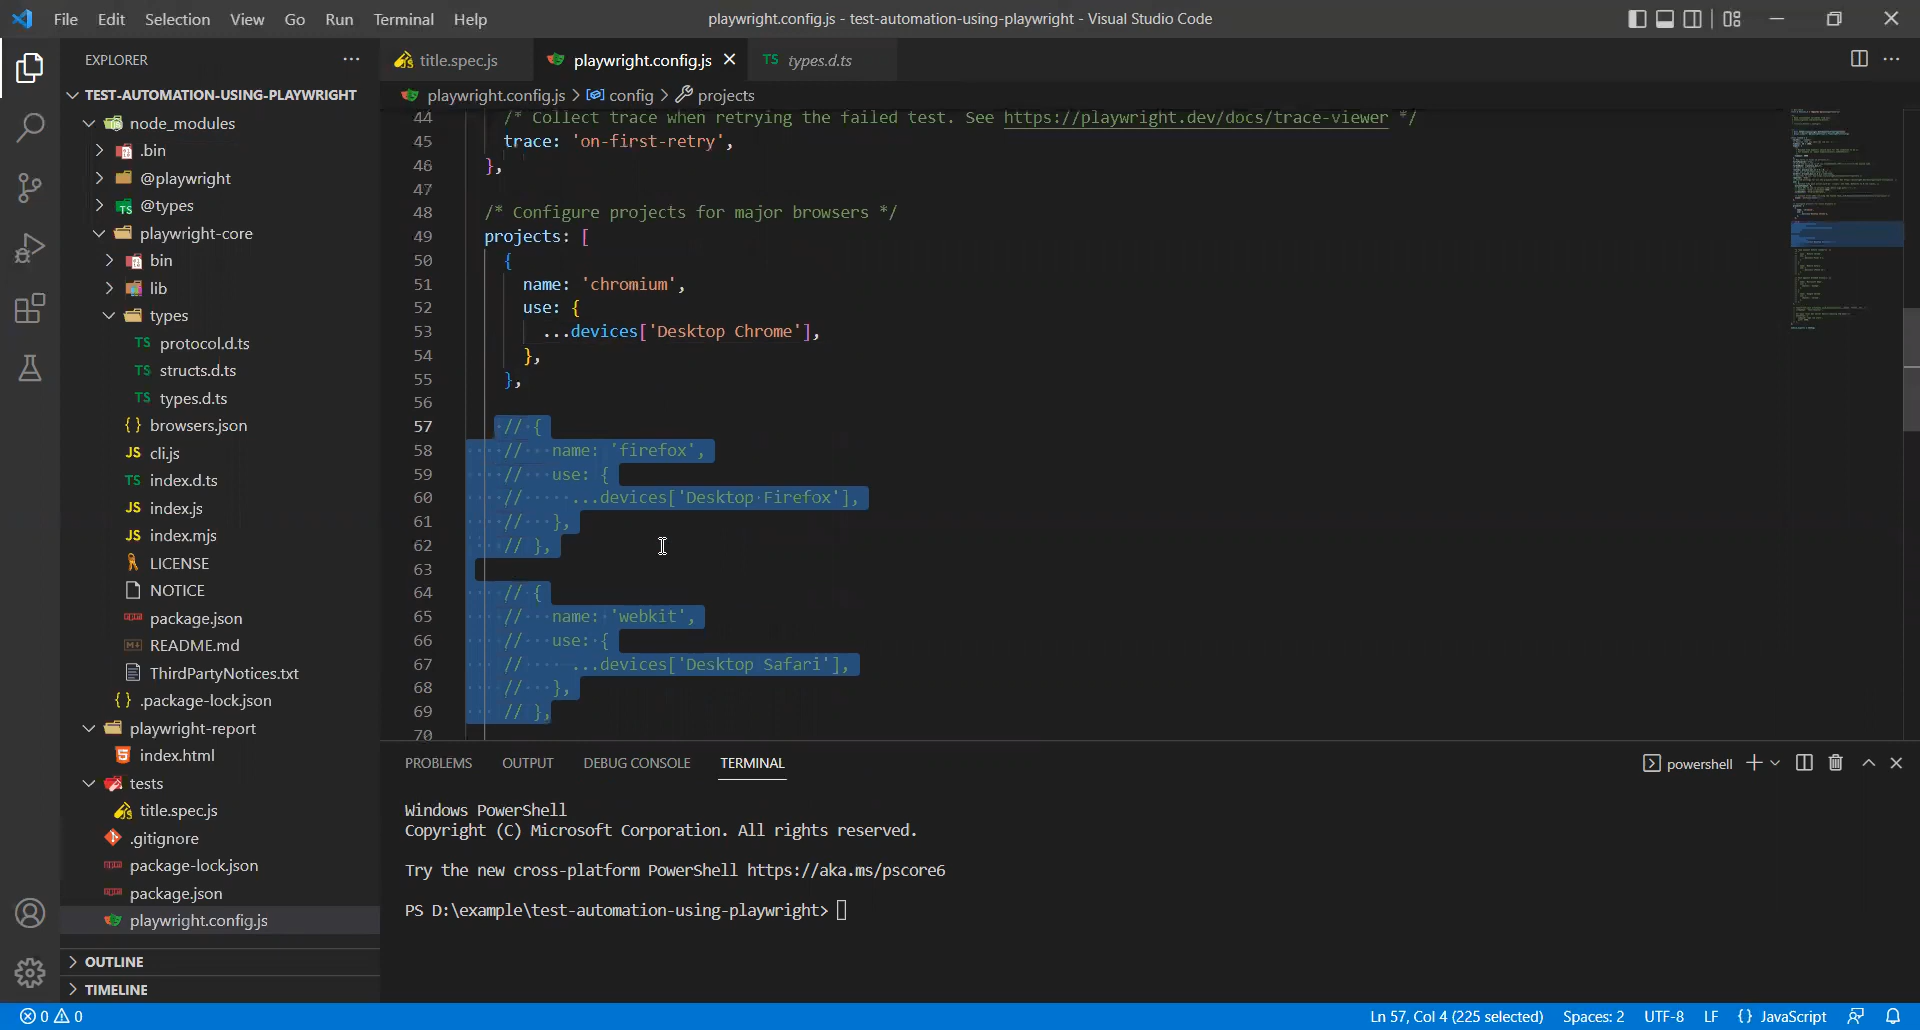 File Edit Selection View Go Run Terminal Help
playwright.config.js - test-automation-using-playwright - Visual Studio Code
EXPLORER
TEST-AUTOMATION-USING-PLAYWRIGHT
node_modules
.bin
@playwright
TS @types
playwright-core
bin
lib
types
TS protocol.d.ts
TS structs.d.ts
TS types.d.ts
{} browsers.json
JS cli.js
TS index.d.ts
JS index.js
JS index.mjs
LICENSE
NOTICE
package.json
README.md
ThirdPartyNotices.txt
{} .package-lock.json
playwright-report
index.html
tests
title.spec.js
.gitignore
package-lock.json
package.json
playwright.config.js
OUTLINE
TIMELINE
title.spec.js
playwright.config.js
TS types.d.ts
playwright.config.js > config > projects
44 /* Collect trace when retrying the failed test. See https://playwright.dev/docs/trace-viewer */
45 trace: 'on-first-retry',
46 },
47
48 /* Configure projects for major browsers */
49 projects: [
50 {
51 name: 'chromium',
52 use: {
53 ...devices['Desktop Chrome'],
54 },
55 },
56
57 // {
58 // name: 'firefox',
59 // use: {
60 // ...devices['Desktop Firefox'],
61 // },
62 // },
63
64 // {
65 // name: 'webkit',
66 // use: {
67 // ...devices['Desktop Safari'],
68 // },
69 // },
70
PROBLEMS OUTPUT DEBUG CONSOLE TERMINAL
powershell
Windows PowerShell
Copyright (C) Microsoft Corporation. All rights reserved.
Try the new cross-platform PowerShell https://aka.ms/pscore6
PS D:\example\test-automation-using-playwright>
0 0
Ln 57, Col 4 (225 selected) Spaces: 2 UTF-8 LF {} JavaScript